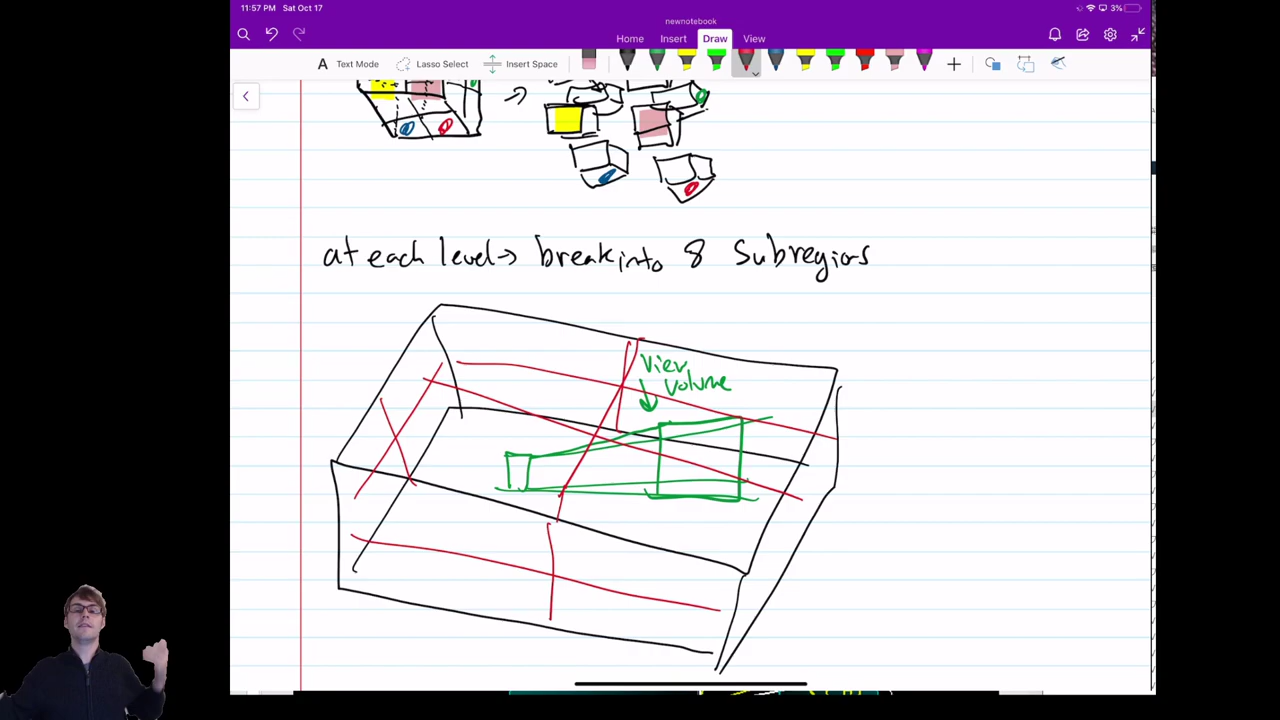 11:57 PM Sat Oct 17
3%
newnotebook
Home Insert Draw View
A Text Mode Lasso Select Insert Space
at each level → break into 8 Subregions
View
Volume